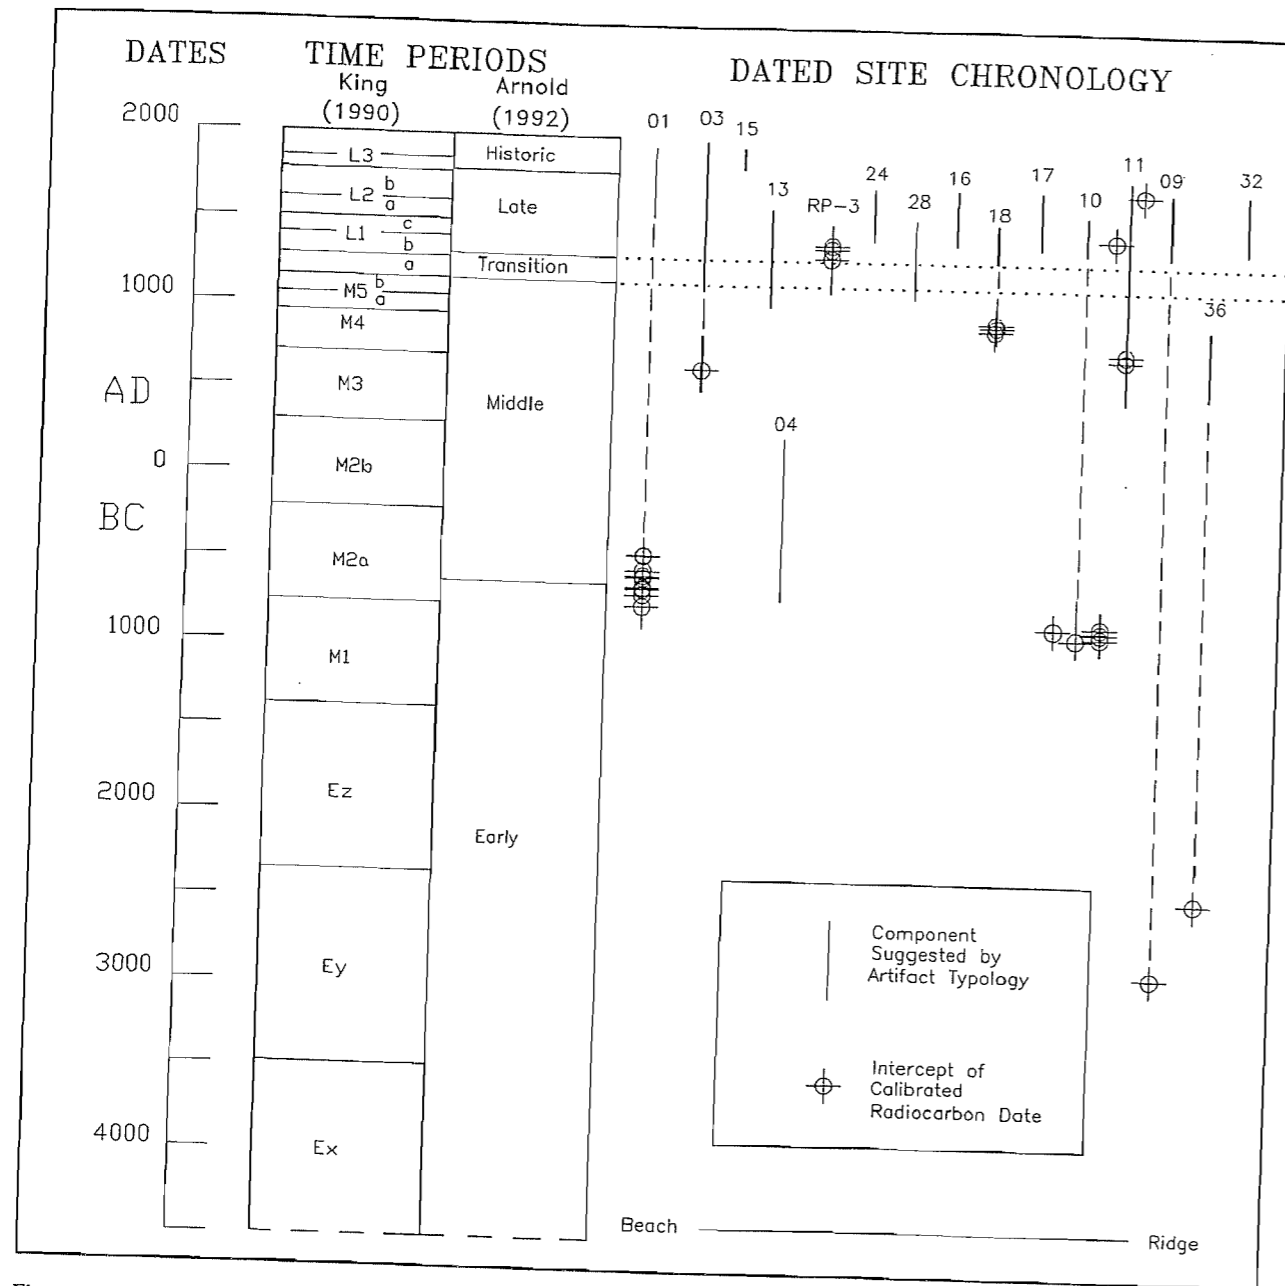 DATES
TIME PERIODS
DATED SITE CHRONOLOGY
King
(1990)
Arnold
(1992)
2000
1000
AD
0
BC
1000
2000
3000
4000
L3
L2 b
a
L1 c
b
a
M5 b
a
M4
M3
M2b
M2a
M1
Ez
Ey
Ex
Historic
Late
Transition
Middle
Early
01
03
15
13
RP-3
24
28
16
18
17
10
11
09
32
36
04
Component
Suggested by
Artifact Typology
Intercept of
Calibrated
Radiocarbon Date
Beach
Ridge